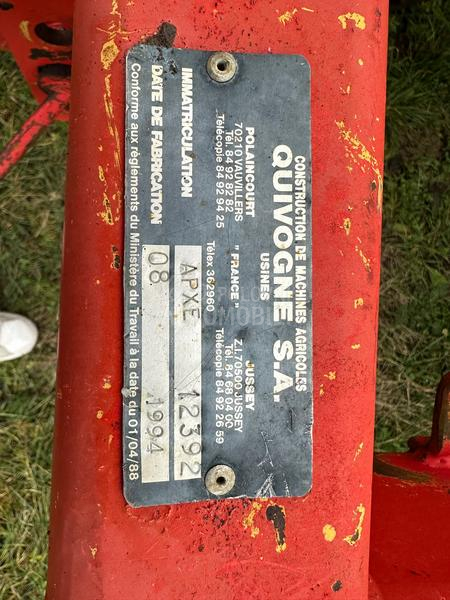 CONSTRUCTION DE MACHINES AGRICOLES
QUIVOGNE S.A.
USINES
POLAINCOURT
70210 VAUVILLERS
Tél. 84 92 82 82
Télécopie 84 92 94 25
" FRANCE "
Télex 362960
JUSSEY
Z.I. 70500 JUSSEY
Tél. 84 68 04 00
Télécopie 84 92 26 59
IMMATRICULATION APXE 12392
DATE DE FABRICATION 08 1994
Conforme aux règlements du Ministère du Travail à la date du 01/04/88